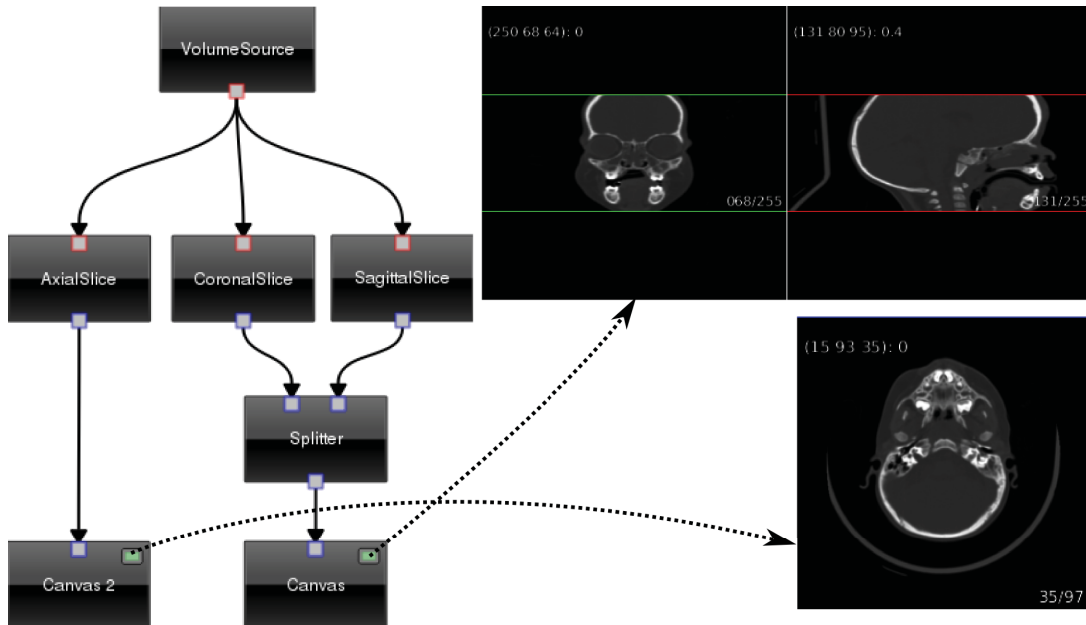 VolumeSource
(250 68 64): 0
(131 80 95): 0.4
068/255
131/255
AxialSlice
CoronalSlice
SagittalSlice
(15 93 35): 0
Splitter
Canvas 2
Canvas
35/97